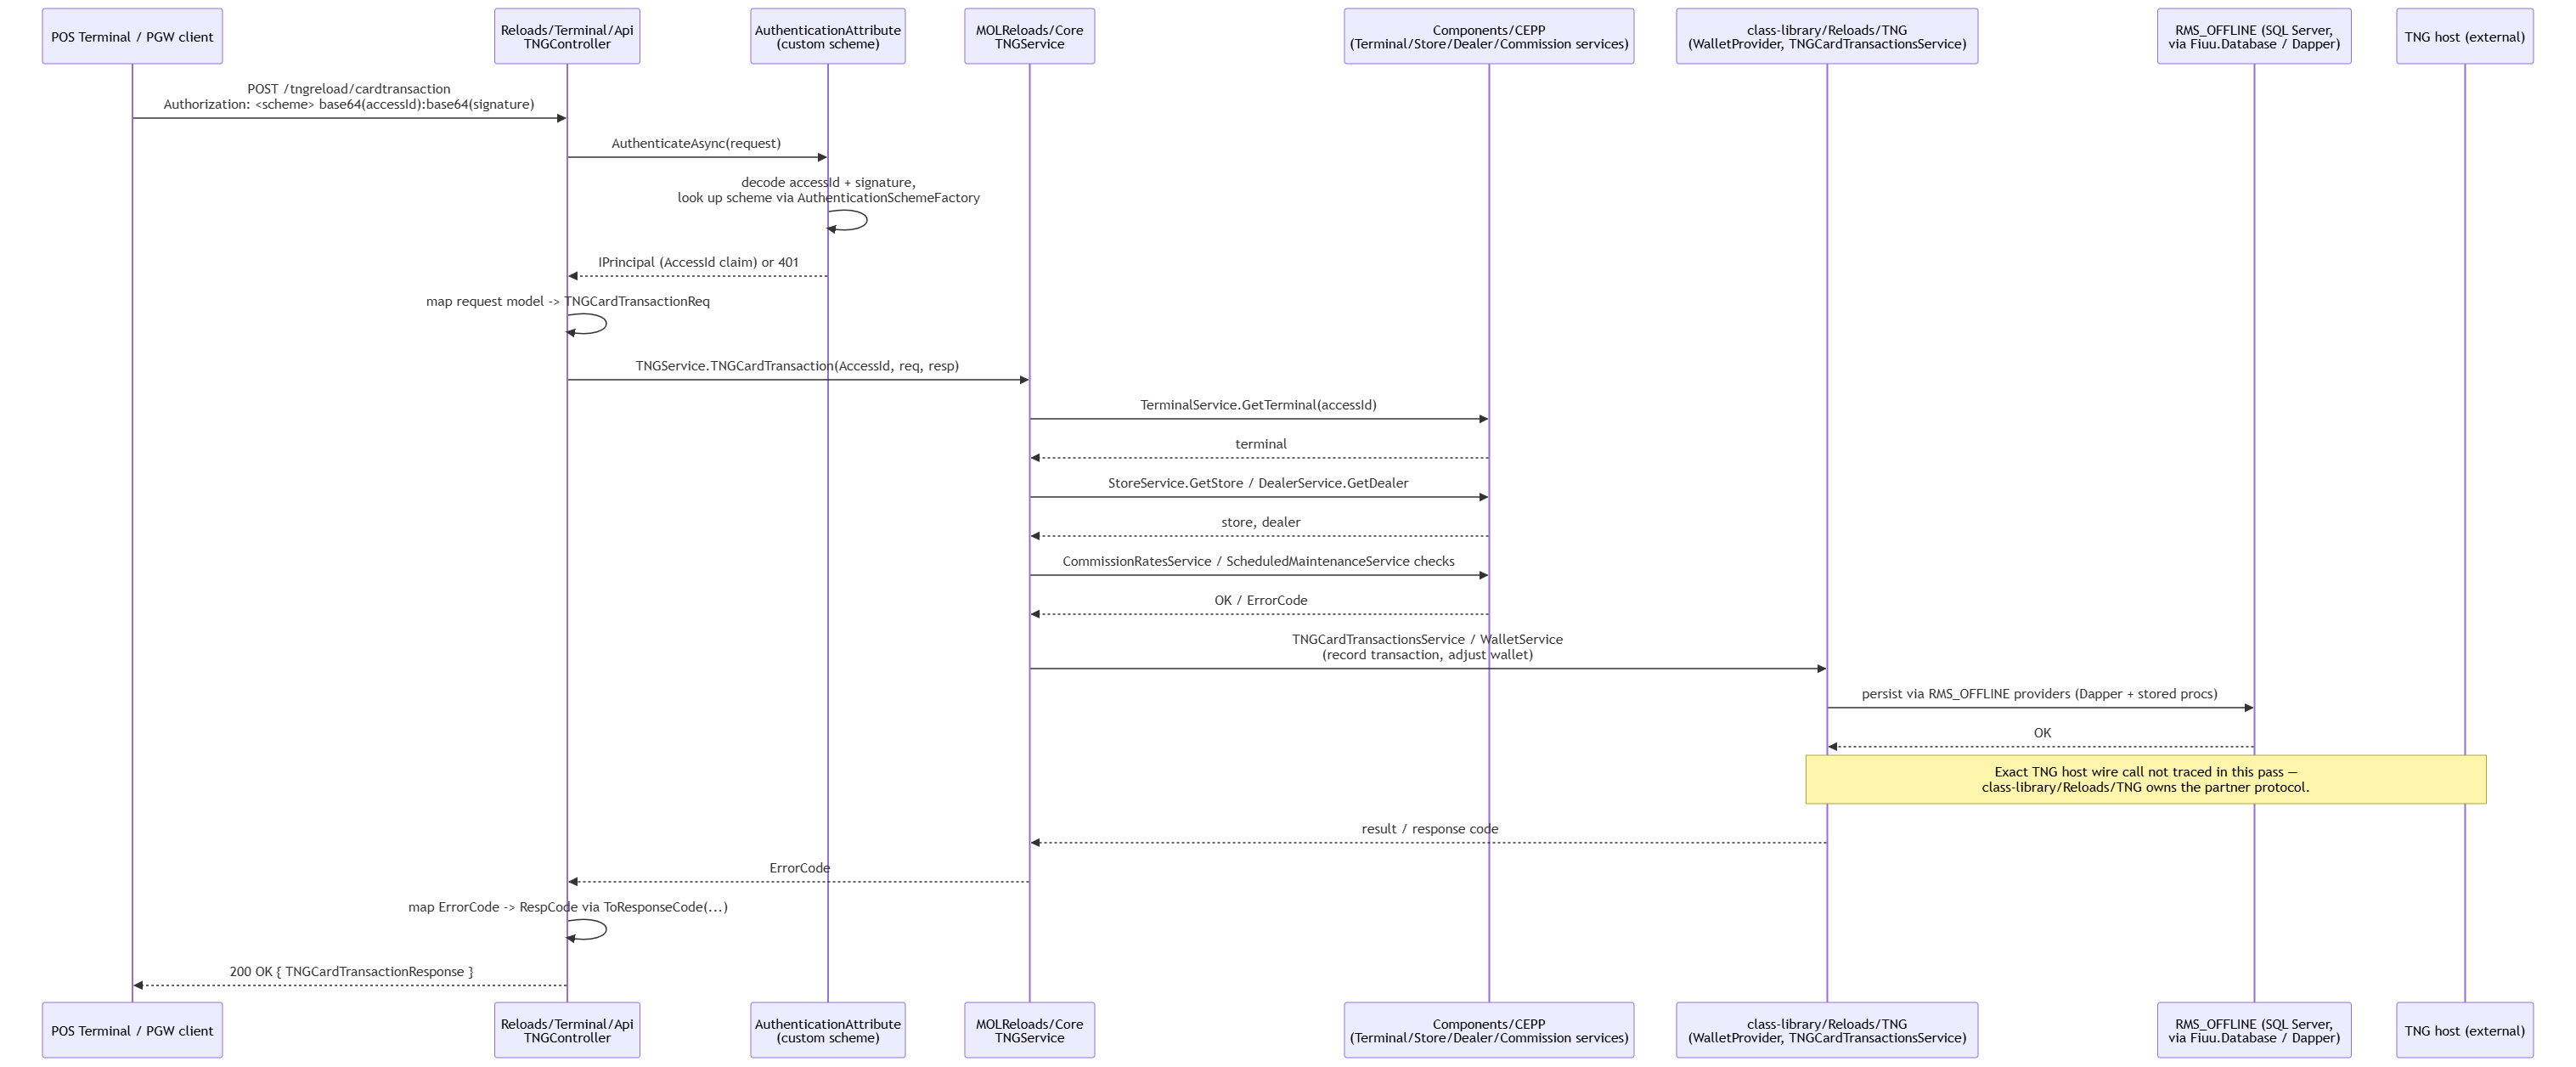 POS Terminal / PGW client
Reloads/Terminal/Api
TNGController
AuthenticationAttribute
(custom scheme)
MOLReloads/Core
TNGService
Components/CEPP
(Terminal/Store/Dealer/Commission services)
class-library/Reloads/TNG
(WalletProvider, TNGCardTransactionsService)
RMS_OFFLINE (SQL Server,
via Fiuu.Database / Dapper)
TNG host (external)
POST /tngreload/cardtransaction
Authorization: <scheme> base64(accessId):base64(signature)
AuthenticateAsync(request)
decode accessId + signature,
look up scheme via AuthenticationSchemeFactory
IPrincipal (AccessId claim) or 401
map request model -> TNGCardTransactionReq
TNGService.TNGCardTransaction(AccessId, req, resp)
TerminalService.GetTerminal(accessId)
terminal
StoreService.GetStore / DealerService.GetDealer
store, dealer
CommissionRatesService / ScheduledMaintenanceService checks
OK / ErrorCode
TNGCardTransactionsService / WalletService
(record transaction, adjust wallet)
persist via RMS_OFFLINE providers (Dapper + stored procs)
OK
Exact TNG host wire call not traced in this pass —
class-library/Reloads/TNG owns the partner protocol.
result / response code
ErrorCode
map ErrorCode -> RespCode via ToResponseCode(...)
200 OK { TNGCardTransactionResponse }
POS Terminal / PGW client
Reloads/Terminal/Api
TNGController
AuthenticationAttribute
(custom scheme)
MOLReloads/Core
TNGService
Components/CEPP
(Terminal/Store/Dealer/Commission services)
class-library/Reloads/TNG
(WalletProvider, TNGCardTransactionsService)
RMS_OFFLINE (SQL Server,
via Fiuu.Database / Dapper)
TNG host (external)